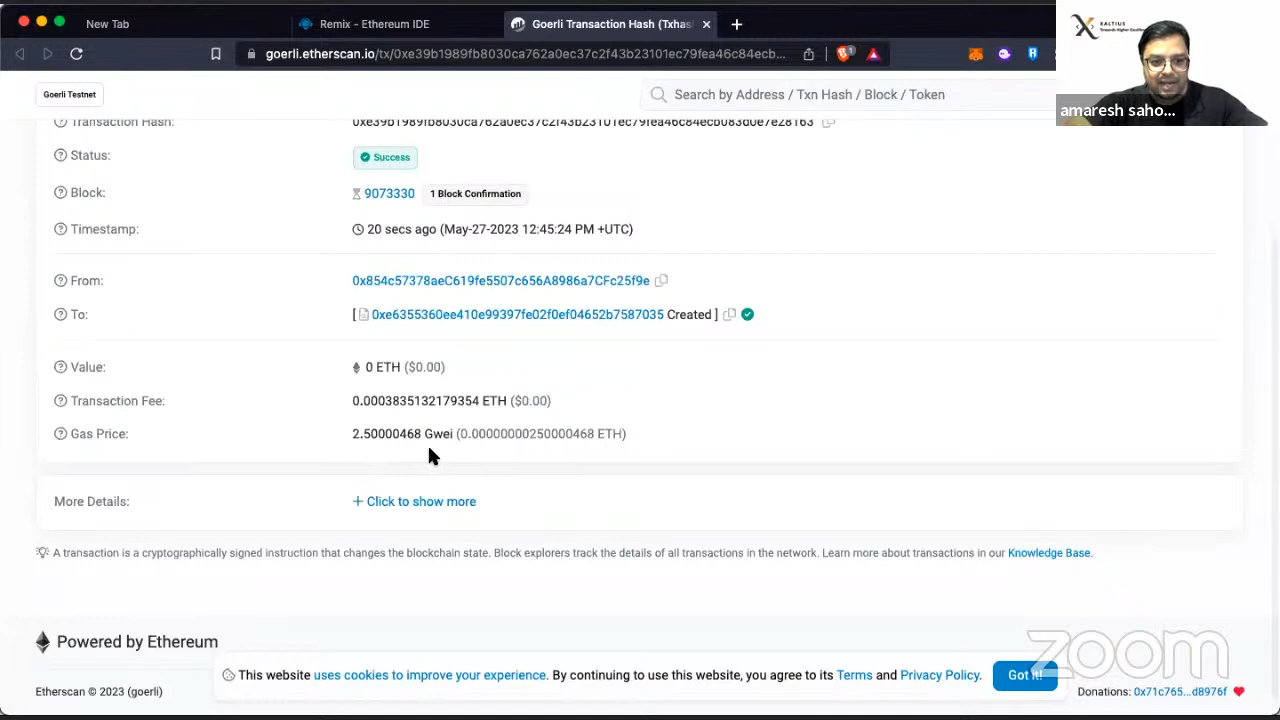 New Tab
Remix - Ethereum IDE
Goerli Transaction Hash (Txhas
goerli.etherscan.io/tx/0xe39b989fb8030ca762a0ec37c2f43b23101ec79fea46c84ecb...
1
EALTIUS
Towards Higher Excellence
amaresh saho...
Goerli Testnet
Search by Address / Txn Hash / Block / Token
Transaction Hash:
Status:
Success
Block:
9073330
1 Block Confirmation
Timestamp:
20 secs ago (May-27-2023 12:45:24 PM +UTC)
From:
0x854c57378aeC619fe5507c656A8986a7CFc25f9e
To:
[ 0xe6355360ee410e99397fe02f0ef04652b7587035 Created ]
Value:
0 ETH ($0.00)
Transaction Fee:
0.0003835132179354 ETH ($0.00)
Gas Price:
2.50000468 Gwei (0.00000000250000468 ETH)
More Details:
+ Click to show more
A transaction is a cryptographically signed instruction that changes the blockchain state. Block explorers track the details of all transactions in the network. Learn more about transactions in our Knowledge Base.
Powered by Ethereum
zoom
This website uses cookies to improve your experience. By continuing to use this website, you agree to its Terms and Privacy Policy.
Got it!
Etherscan © 2023 (goerli)
Donations: 0x71c765...d8976f